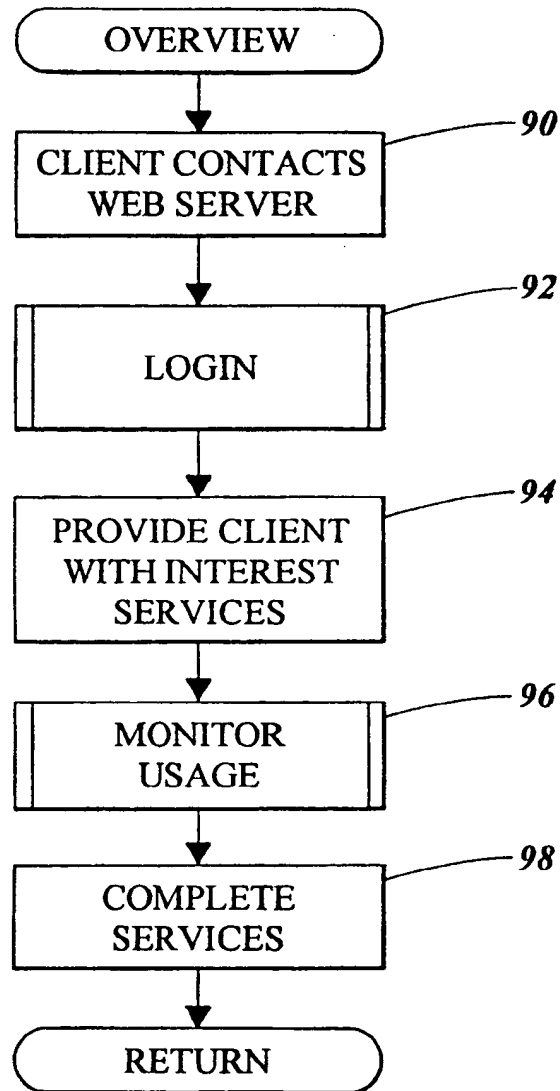 OVERVIEW
90
CLIENT CONTACTS
WEB SERVER
92
LOGIN
94
PROVIDE CLIENT
WITH INTEREST
SERVICES
96
MONITOR
USAGE
98
COMPLETE
SERVICES
RETURN